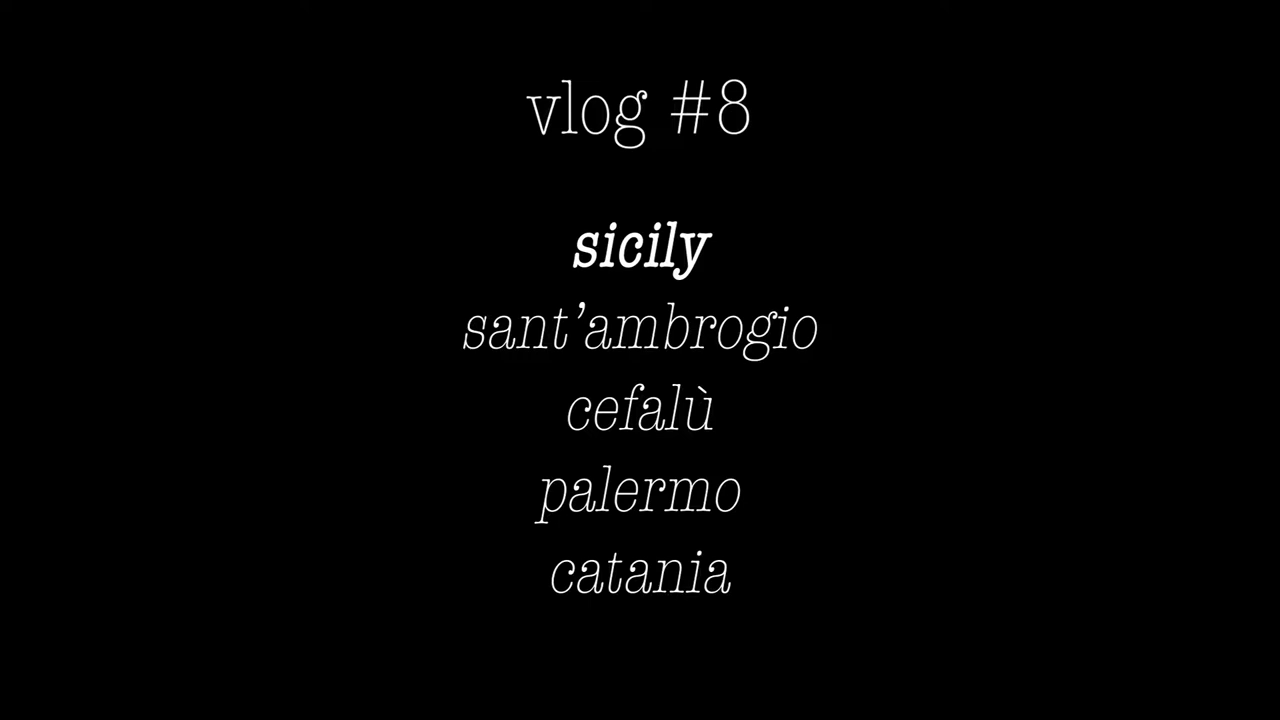 vlog #8
sicily
sant’ambrogio
cefalù
palermo
catania